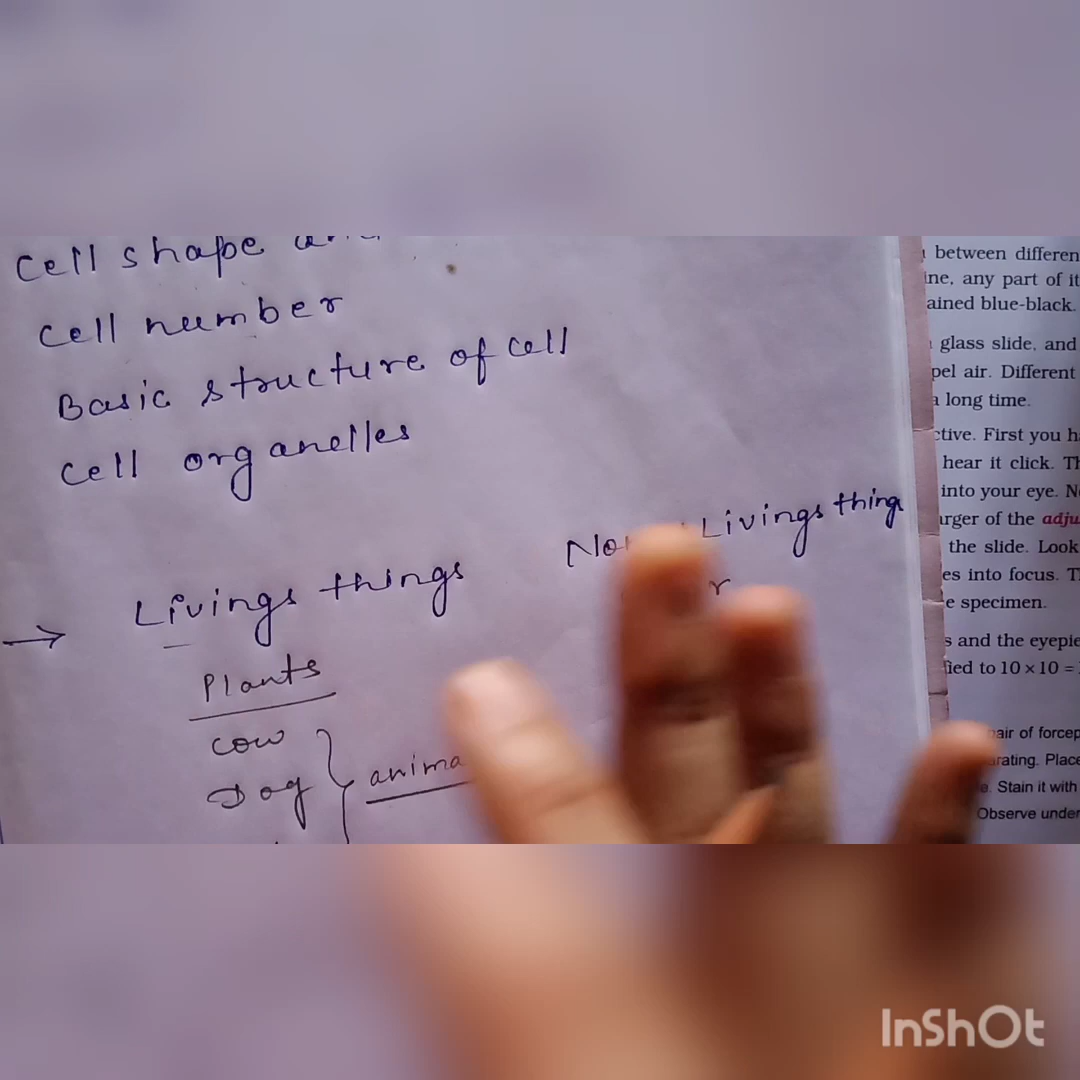 cell shape
cell number
Basic structure of cell
cell organelles
→ Livings things
Livings thing
Plants
cow
Dog
anima
between differen
ine, any part of it
ained blue-black.
glass slide, and
pel air. Different
a long time.
ctive. First you h
hear it click. Th
into your eye. N
arger of the adju
the slide. Look
es into focus. T
e specimen.
s and the eyepie
fied to 10 × 10 =
air of forcep
rating. Place
e. Stain it with
Observe under
InShOt